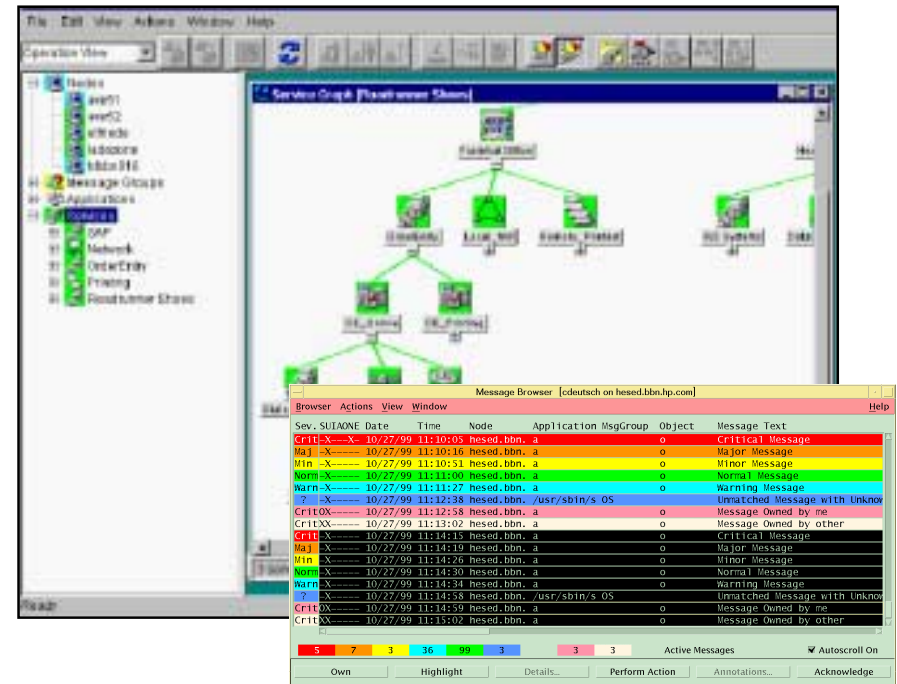 File Edit View Actions Window Help
Operation View
Nodes
Message Groups
Applications
Services
SAP
Network
OrderEntry
Printing
Roadrunner Shoes
Service Graph [Roadrunner Shoes]
Ready
Message Browser [cdeutsch on hesed.bbn.hp.com]
Browser Actions View Window Help
Sev. SUIAONE Date Time Node Application MsgGroup Object Message Text
Crit -X---X- 10/27/99 11:10:05 hesed.bbn. a o Critical Message
Maj -X----- 10/27/99 11:10:16 hesed.bbn. a o Major Message
Min -X----- 10/27/99 11:10:51 hesed.bbn. a o Minor Message
Norm -X----- 10/27/99 11:11:00 hesed.bbn. a o Normal Message
Warn -X----- 10/27/99 11:11:27 hesed.bbn. a o Warning Message
? -X----- 10/27/99 11:12:38 hesed.bbn. /usr/sbin/s OS Unmatched Message with Unknow
Crit OX----- 10/27/99 11:12:58 hesed.bbn. a o Message Owned by me
Crit XX----- 10/27/99 11:13:02 hesed.bbn. a o Message Owned by other
Crit -X----- 10/27/99 11:14:15 hesed.bbn. a o Critical Message
Maj -X----- 10/27/99 11:14:19 hesed.bbn. a o Major Message
Min -X----- 10/27/99 11:14:26 hesed.bbn. a o Minor Message
Norm -X----- 10/27/99 11:14:30 hesed.bbn. a o Normal Message
Warn -X----- 10/27/99 11:14:34 hesed.bbn. a o Warning Message
? -X----- 10/27/99 11:14:58 hesed.bbn. /usr/sbin/s OS Unmatched Message with Unknow
Crit OX----- 10/27/99 11:14:59 hesed.bbn. a o Message Owned by me
Crit XX----- 10/27/99 11:15:02 hesed.bbn. a o Message Owned by other
5 7 3 36 99 3 3 3 Active Messages Autoscroll On
Own Highlight Details... Perform Action Annotations... Acknowledge